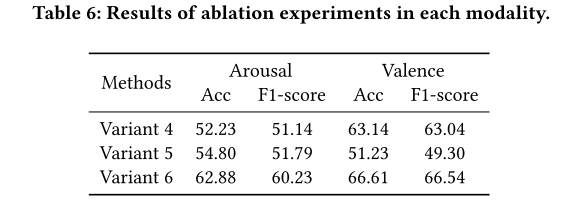 Table 6: Results of ablation experiments in each modality.
Methods Arousal Valence
Acc F1-score Acc F1-score
Variant 4 52.23 51.14 63.14 63.04
Variant 5 54.80 51.79 51.23 49.30
Variant 6 62.88 60.23 66.61 66.54